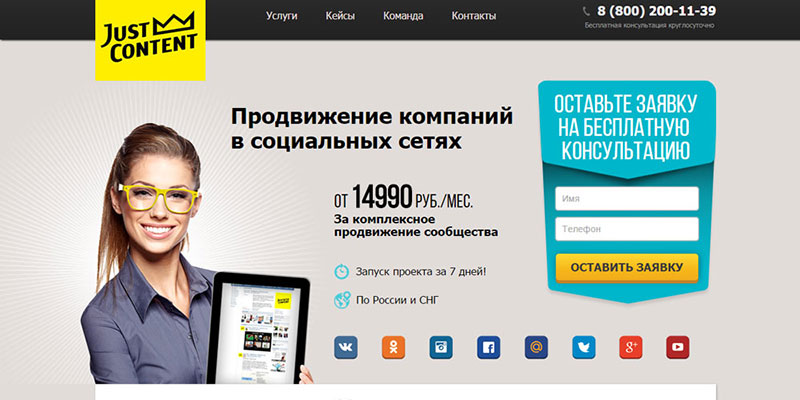 JUST
CONTENT
Услуги Кейсы Команда Контакты
8 (800) 200-11-39
Бесплатная консультация круглосуточно
Продвижение компаний
в социальных сетях
ОТ 14990 РУБ./МЕС.
За комплексное
продвижение сообщества
Запуск проекта за 7 дней!
По России и СНГ
ОСТАВЬТЕ ЗАЯВКУ
НА БЕСПЛАТНУЮ
КОНСУЛЬТАЦИЮ
Имя
Телефон
ОСТАВИТЬ ЗАЯВКУ